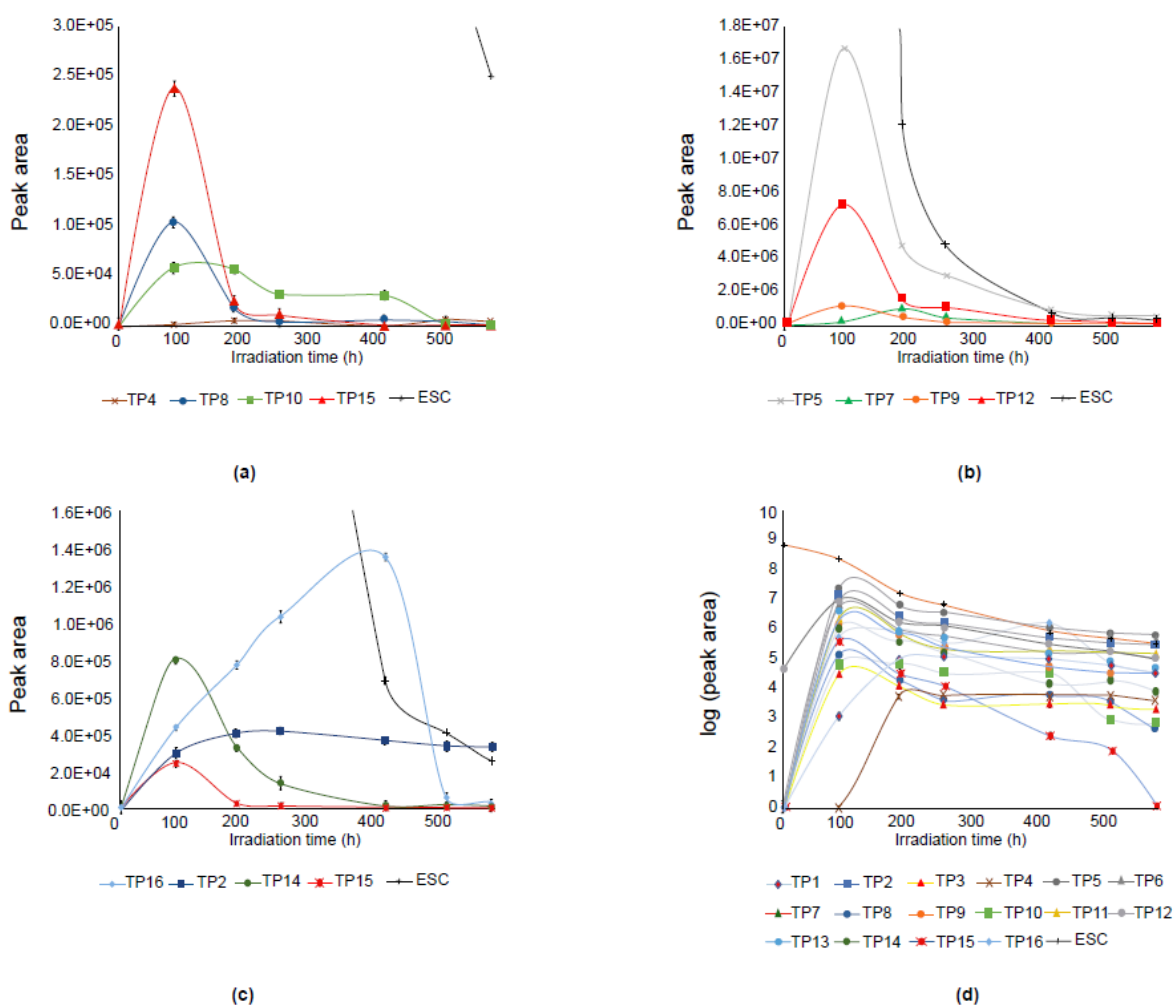 3.0E+05
2.5E+05
2.0E+05
1.5E+05
1.0E+05
5.0E+04
0.0E+00
Peak area
0 100 200 300 400 500
Irradiation time (h)
TP4 TP8 TP10 TP15 ESC
(a)
1.8E+07
1.6E+07
1.4E+07
1.2E+07
1.0E+07
8.0E+06
6.0E+06
4.0E+06
2.0E+06
0.0E+00
Peak area
0 100 200 300 400 500
Irradiation time (h)
TP5 TP7 TP9 TP12 ESC
(b)
1.6E+06
1.4E+06
1.2E+06
1.0E+06
8.0E+05
6.0E+05
4.0E+04
2.0E+04
0.0E+00
Peak area
0 100 200 300 400 500
Irradiation time (h)
TP16 TP2 TP14 TP15 ESC
(c)
10
9
8
7
6
5
4
3
2
1
0
log (peak area)
0 100 200 300 400 500
Irradiation time (h)
TP1 TP2 TP3 TP4 TP5 TP6
TP7 TP8 TP9 TP10 TP11 TP12
TP13 TP14 TP15 TP16 ESC
(d)